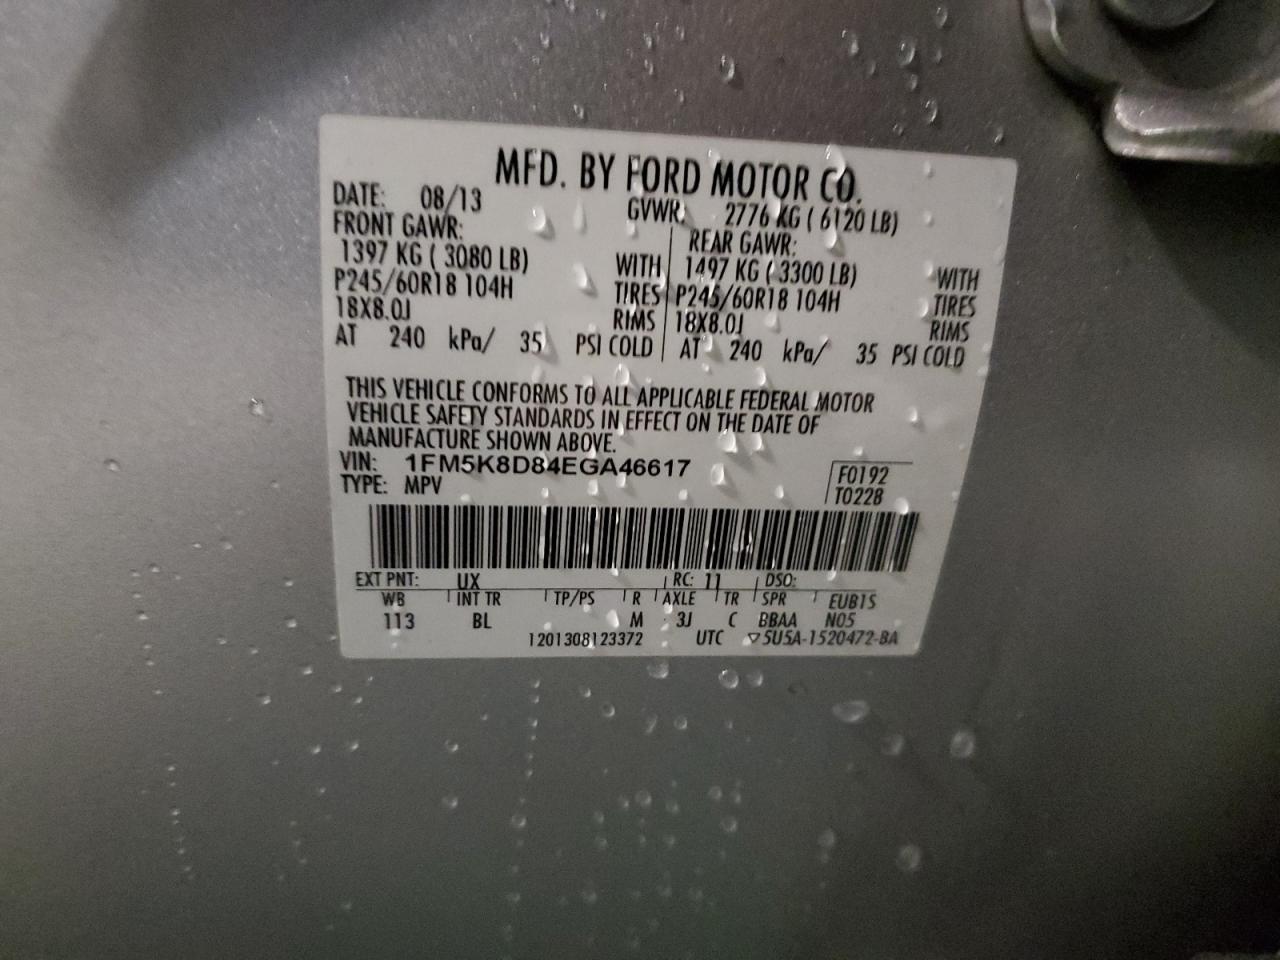 MFD. BY FORD MOTOR CO.
DATE: 08/13 GVWR: 2776 KG ( 6120 LB)
FRONT GAWR: REAR GAWR:
1397 KG ( 3080 LB) WITH 1497 KG ( 3300 LB) WITH
P245/60R18 104H TIRES P245/60R18 104H TIRES
18X8.0J RIMS 18X8.0J RIMS
AT 240 kPa/ 35 PSI COLD AT 240 kPa/ 35 PSI COLD
THIS VEHICLE CONFORMS TO ALL APPLICABLE FEDERAL MOTOR
VEHICLE SAFETY STANDARDS IN EFFECT ON THE DATE OF
MANUFACTURE SHOWN ABOVE.
VIN: 1FM5K8D84EGA46617 F0192
TYPE: MPV T0228
EXT PNT: UX RC: 11 DSO:
WB INT TR TP/PS R AXLE TR SPR EUB1S
113 BL M 3J C BBAA N05
1201308123372 UTC ▽5U5A-1520472-BA